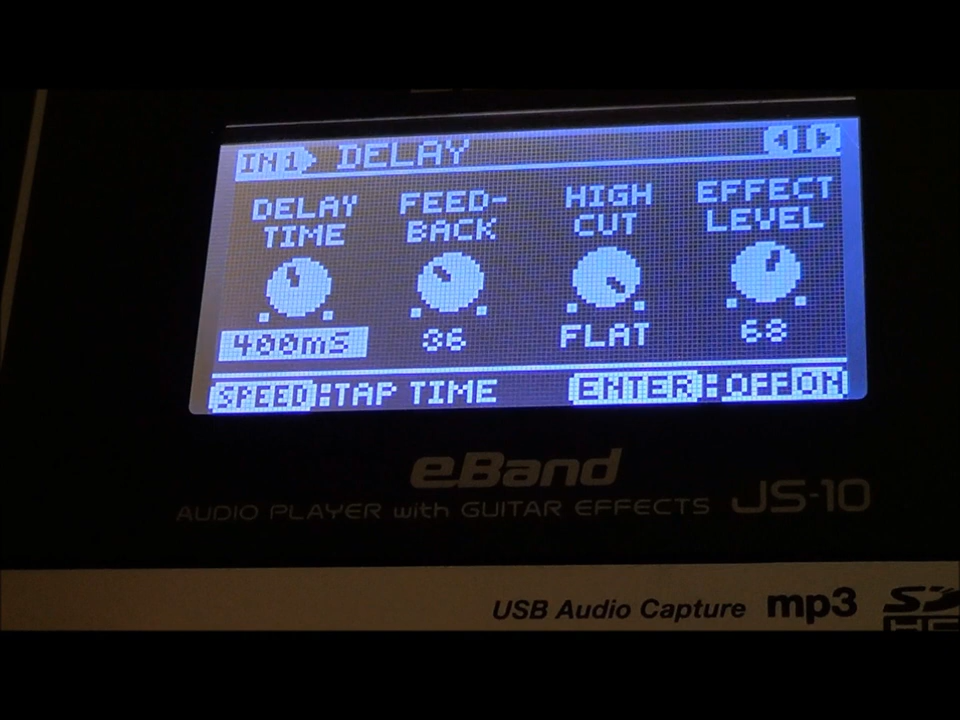 IN1 DELAY
DELAY TIME
FEED-BACK
HIGH CUT
EFFECT LEVEL
400mS 36 FLAT 68
SPEED:TAP TIME ENTER:OFF ON
eBand
AUDIO PLAYER with GUITAR EFFECTS JS-10
USB Audio Capture mp3